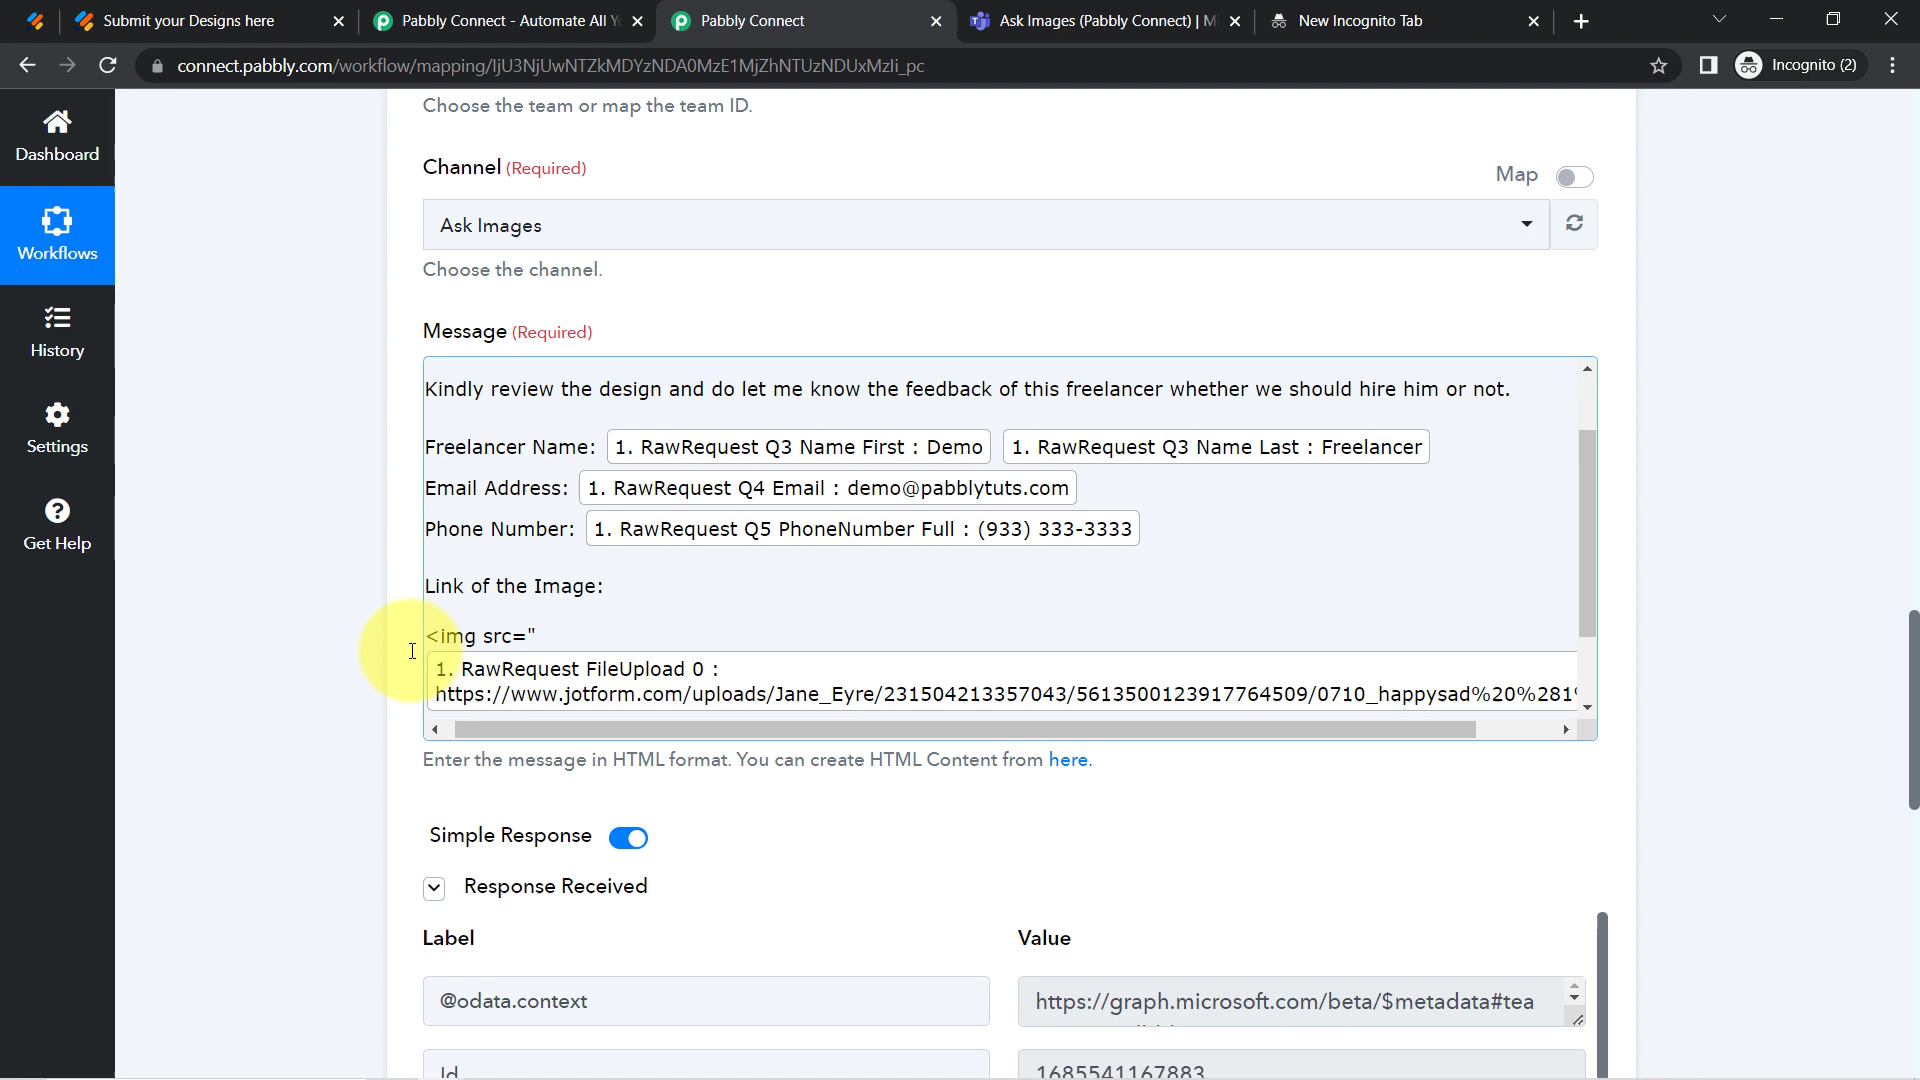 Submit your Designs here
Pabbly Connect - Automate All Yo
Pabbly Connect
Ask Images (Pabbly Connect) | Mi
New Incognito Tab
connect.pabbly.com/workflow/mapping/IjU3NjUwNTZkMDYzNDA0MzE1MjZhNTUzNDUxMzIi_pc
Incognito (2)
Dashboard
Workflows
History
Settings
Get Help
Choose the team or map the team ID.
Channel (Required)
Map
Ask Images
Choose the channel.
Message (Required)
Kindly review the design and do let me know the feedback of this freelancer whether we should hire him or not.
Freelancer Name: 1. RawRequest Q3 Name First : Demo 1. RawRequest Q3 Name Last : Freelancer
Email Address: 1. RawRequest Q4 Email : demo@pabblytuts.com
Phone Number: 1. RawRequest Q5 PhoneNumber Full : (933) 333-3333
Link of the Image:
<img src="
1. RawRequest FileUpload 0 :
https://www.jotform.com/uploads/Jane_Eyre/231504213357043/5613500123917764509/0710_happysad%20%281%
Enter the message in HTML format. You can create HTML Content from here.
Simple Response
Response Received
Label
Value
@odata.context
https://graph.microsoft.com/beta/$metadata#tea
Id
1685541167883